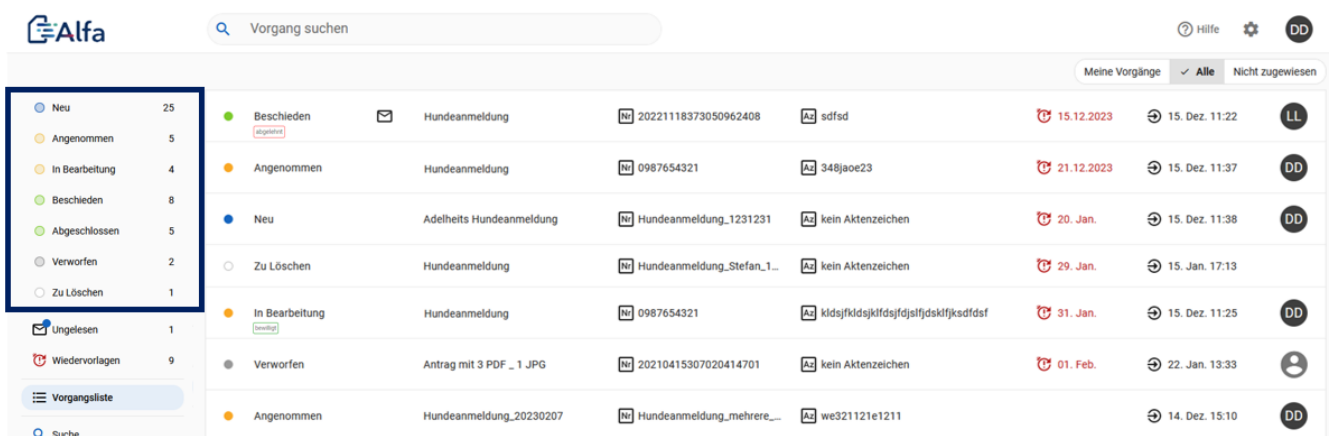 Alfa
Vorgang suchen
Hilfe
DD
Meine Vorgänge Alle Nicht zugewiesen
Neu 25
Angenommen 5
In Bearbeitung 4
Beschieden 8
Abgeschlossen 5
Verworfen 2
Zu Löschen 1
Ungelesen 1
Wiedervorlagen 9
Vorgangsliste
Suche
Beschieden Hundeanmeldung Nr 20221118373050962408 Az sdfsd 15.12.2023 15. Dez. 11:22 LL
abgelehnt
Angenommen Hundeanmeldung Nr 0987654321 Az 348jaoe23 21.12.2023 15. Dez. 11:37 DD
Neu Adelheits Hundeanmeldung Nr Hundeanmeldung_1231231 Az kein Aktenzeichen 20. Jan. 15. Dez. 11:38 DD
Zu Löschen Hundeanmeldung Nr Hundeanmeldung_Stefan_1... Az kein Aktenzeichen 29. Jan. 15. Jan. 17:13
In Bearbeitung Hundeanmeldung Nr 0987654321 Az kldsjfkldsjklfdsjfdjslfjdsklfjksdfdsf 31. Jan. 15. Dez. 11:25 DD
bewilligt
Verworfen Antrag mit 3 PDF _ 1 JPG Nr 20210415307020414701 Az kein Aktenzeichen 01. Feb. 22. Jan. 13:33
Angenommen Hundeanmeldung_20230207 Nr Hundeanmeldung_mehrere_... Az we321121e1211 14. Dez. 15:10 DD